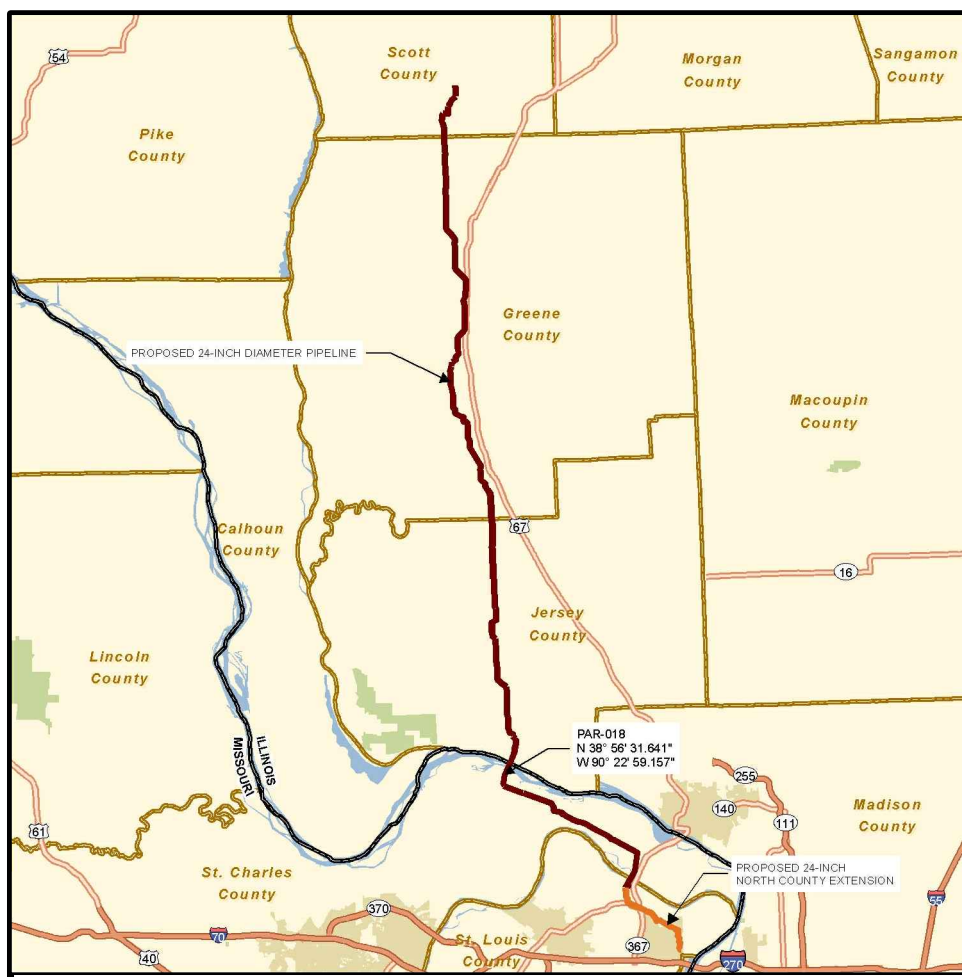 54
Scott
County
Morgan
County
Sangamon
County
Pike
County
Greene
County
PROPOSED 24-INCH DIAMETER PIPELINE
Macoupin
County
Calhoun
County
67
16
Jersey
County
Lincoln
County
PAR-018
N 38° 56' 31.641"
W 90° 22' 59.157"
ILLINOIS
MISSOURI
255
140
111
Madison
County
61
St. Charles
County
PROPOSED 24-INCH
NORTH COUNTY EXTENSION
55
370
70
St. Louis
County
367
40
270